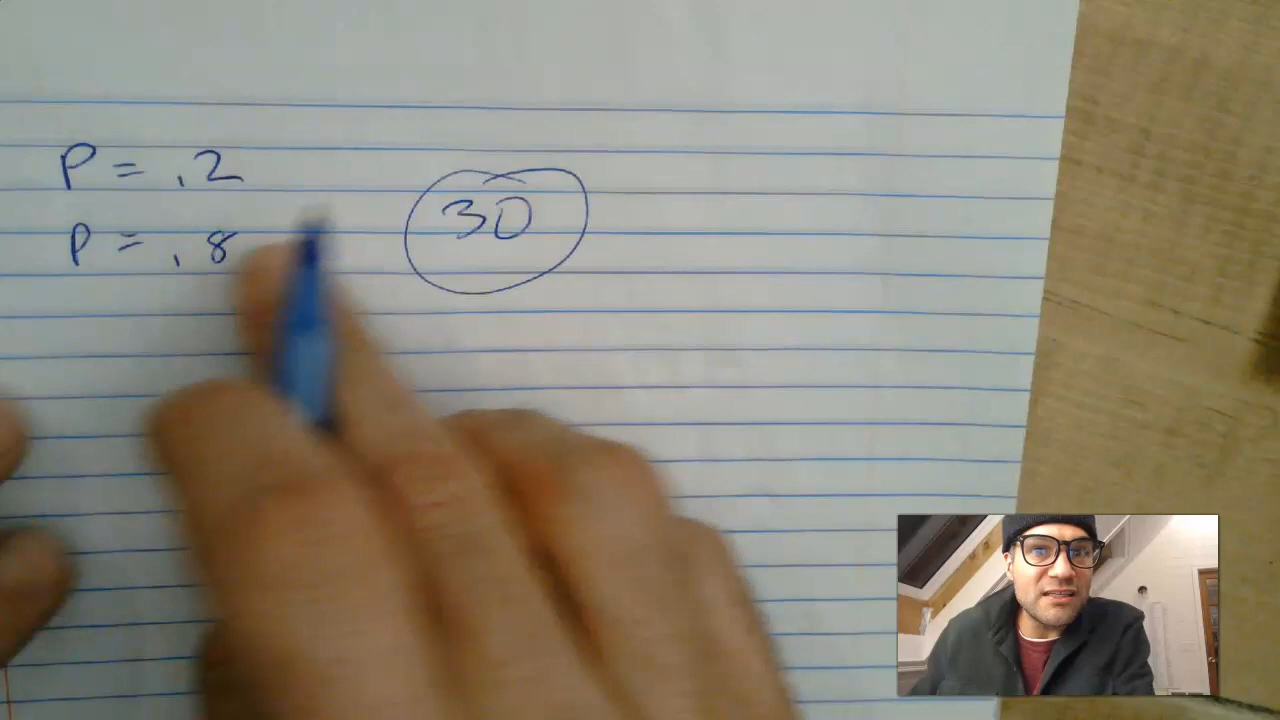 P = .2
30
P = .8